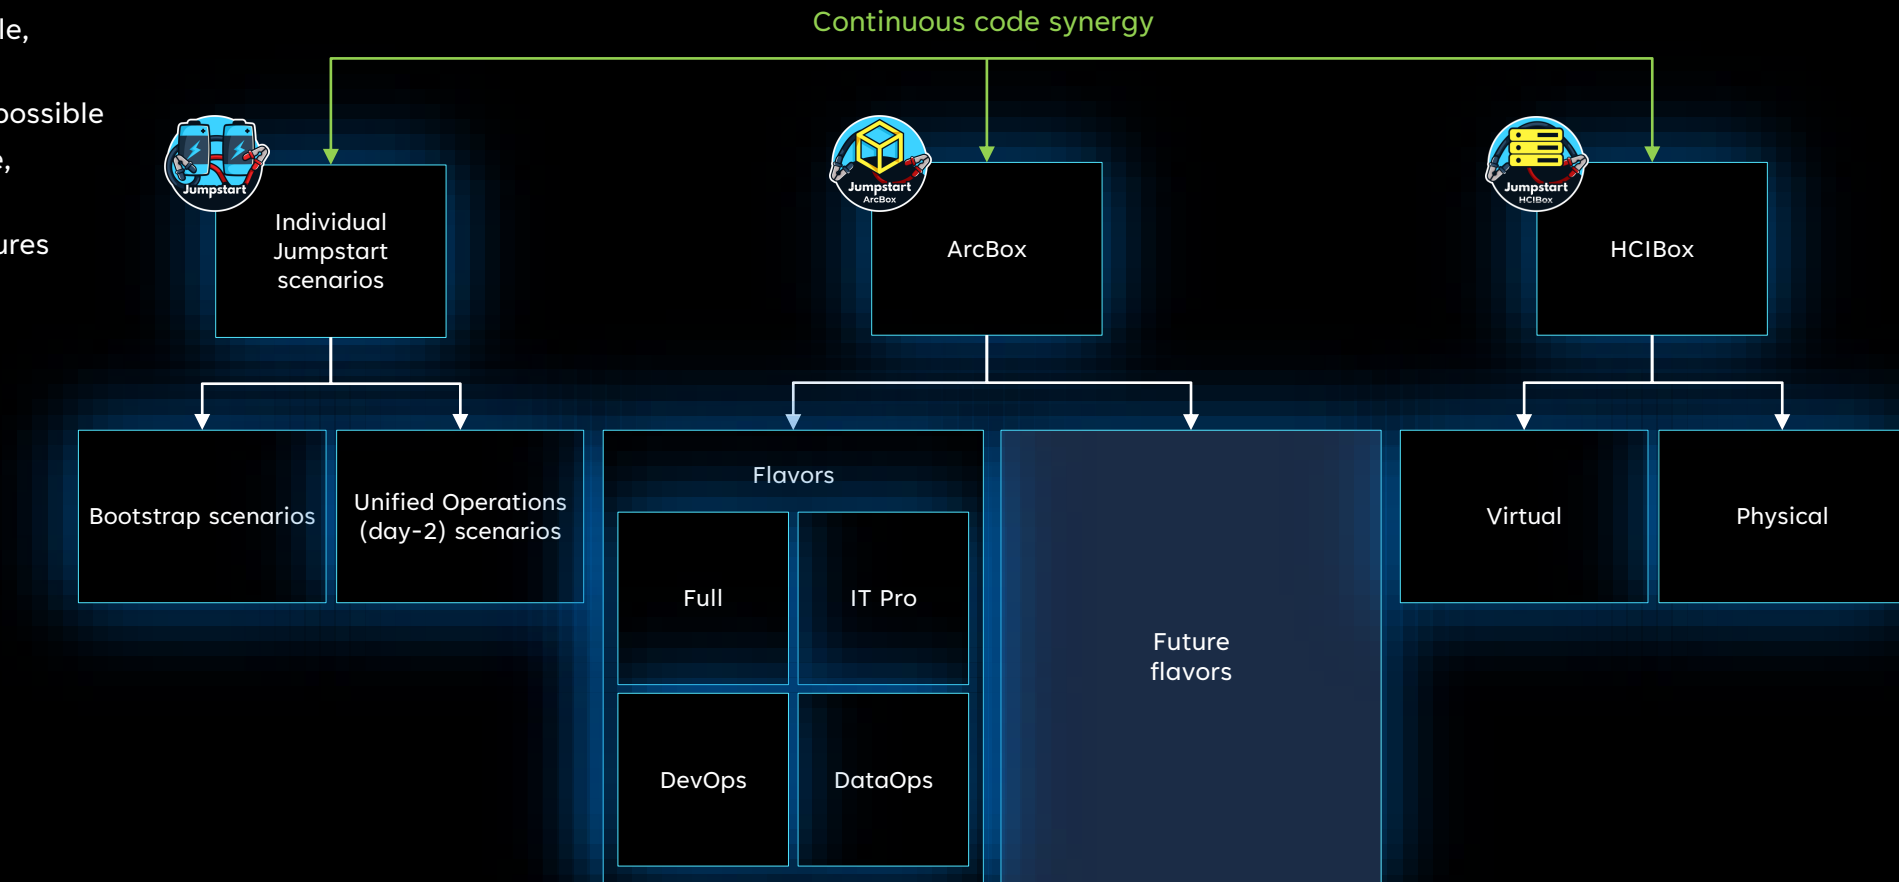 le,
possible
e,
ures
Continuous code synergy
Jumpstart
Individual
Jumpstart
scenarios
Jumpstart
ArcBox
ArcBox
Jumpstart
HCIBox
HCIBox
Bootstrap scenarios
Unified Operations
(day-2) scenarios
Flavors
Full
IT Pro
DevOps
DataOps
Future
flavors
Virtual
Physical